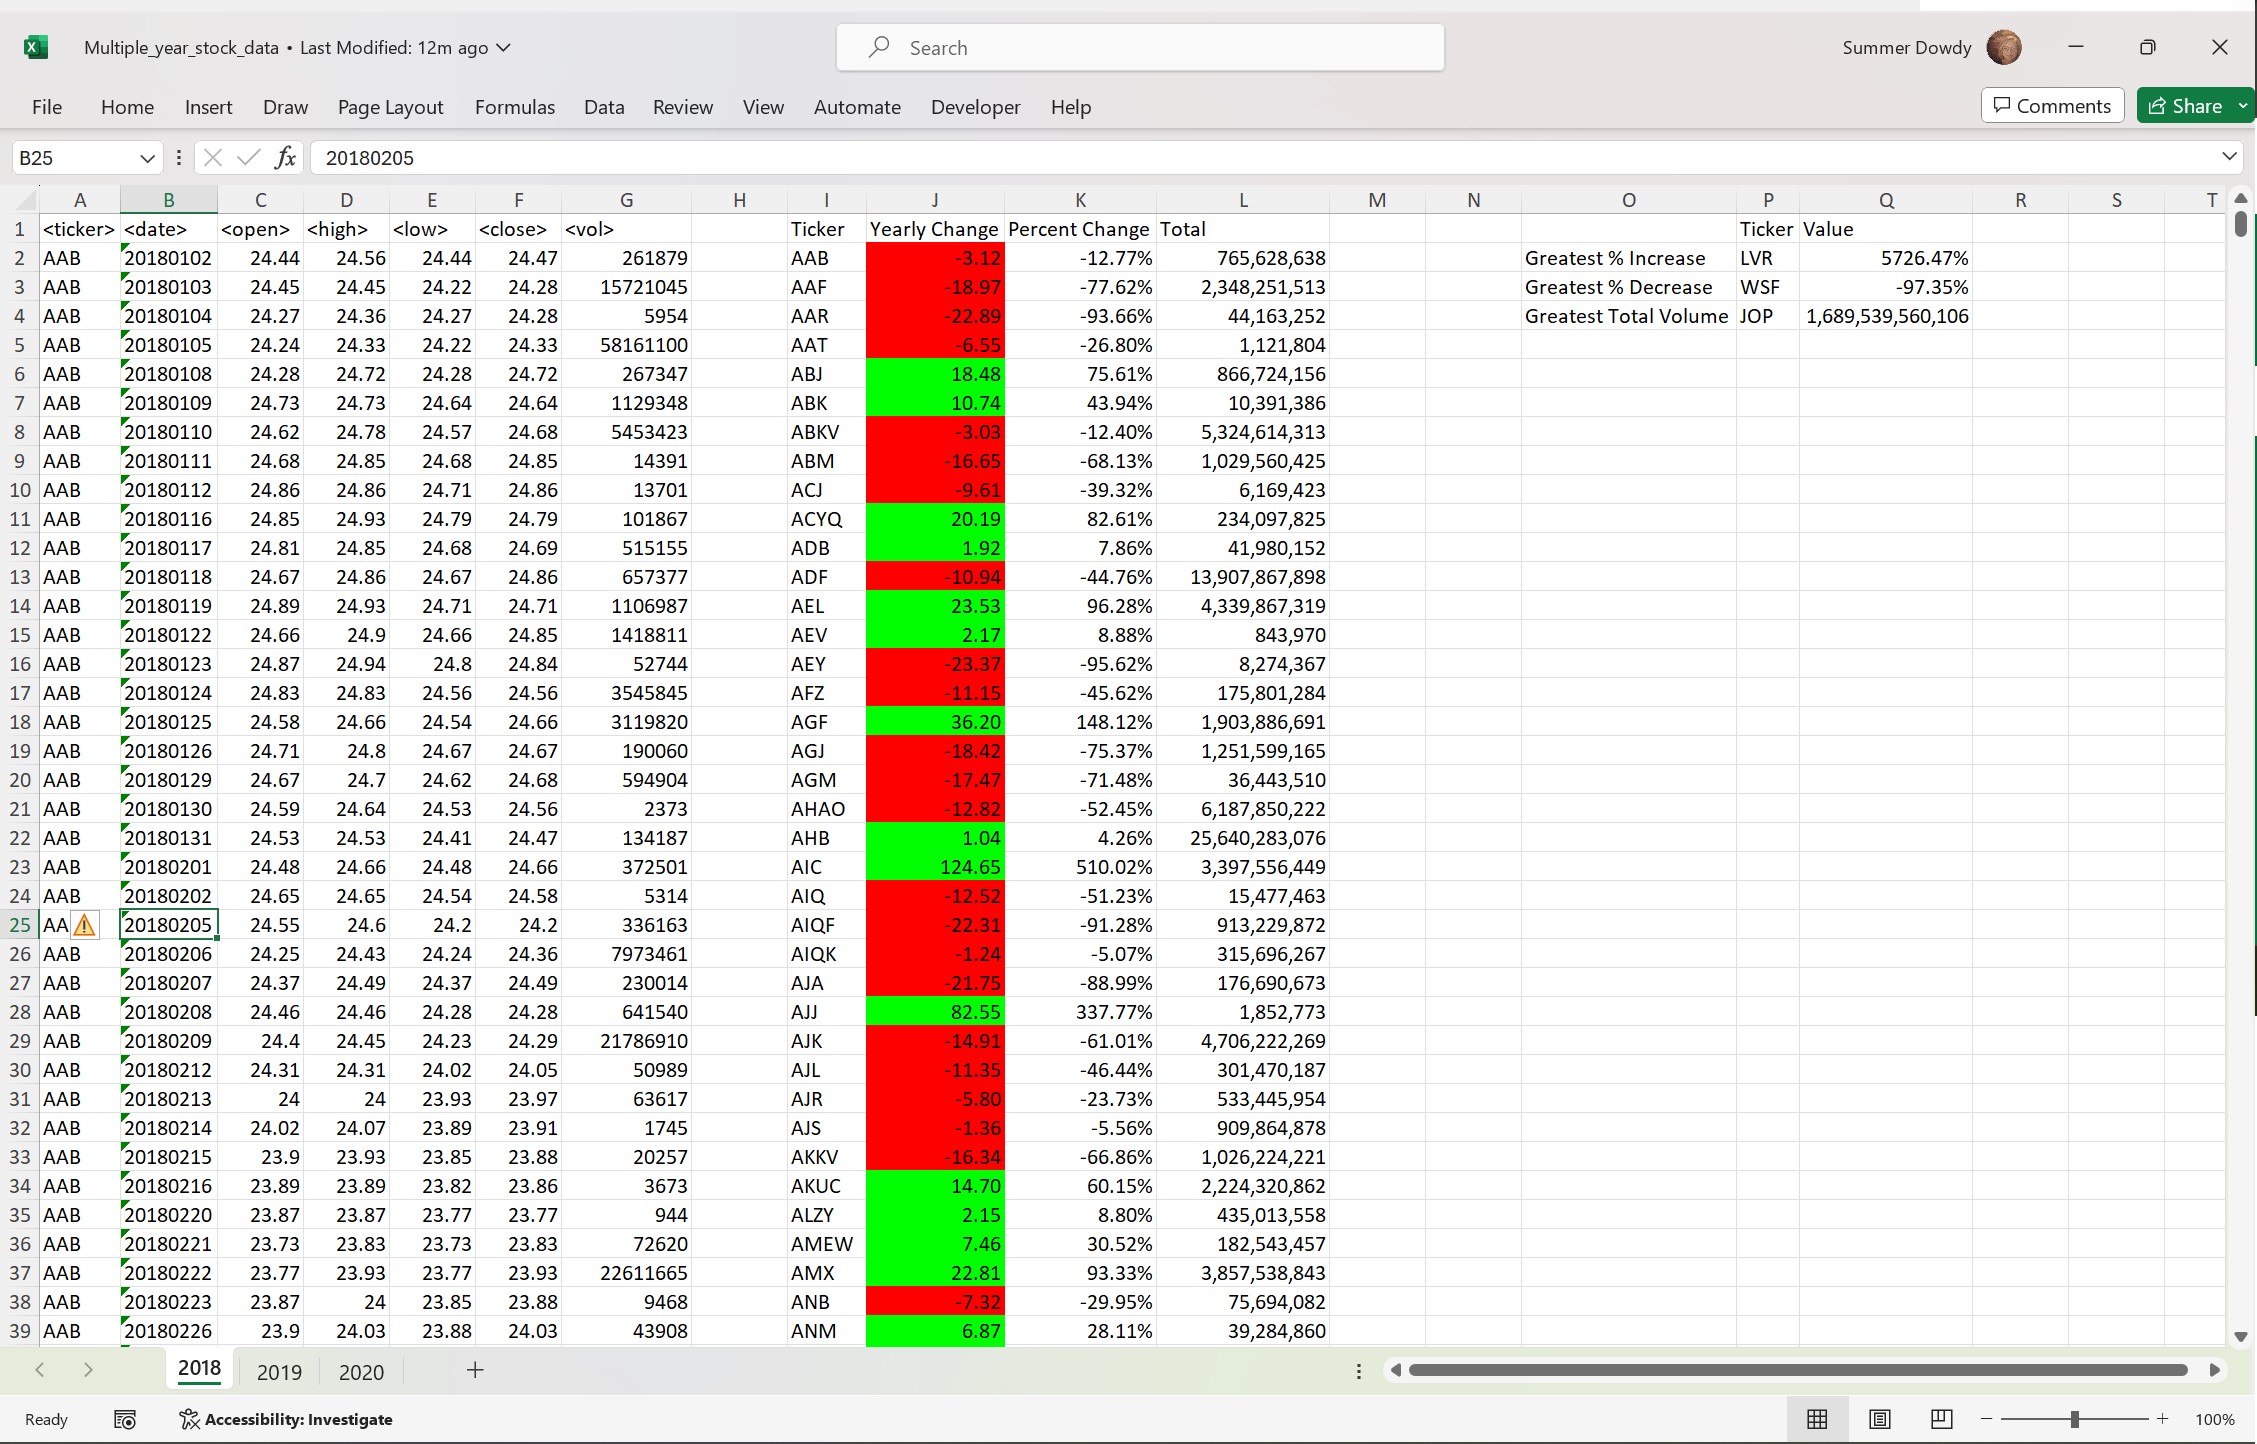 Multiple_year_stock_data • Last Modified: 12m ago
Search
Summer Dowdy
File Home Insert Draw Page Layout Formulas Data Review View Automate Developer Help
Comments Share
B25 fx 20180205
A B C D E F G H I J K L M N O P Q R S T
1 <ticker> <date> <open> <high> <low> <close> <vol> Ticker Yearly Change Percent Change Total Ticker Value
2 AAB 20180102 24.44 24.56 24.44 24.47 261879 AAB -3.12 -12.77% 765,628,638 Greatest % Increase LVR 5726.47%
3 AAB 20180103 24.45 24.45 24.22 24.28 15721045 AAF -18.97 -77.62% 2,348,251,513 Greatest % Decrease WSF -97.35%
4 AAB 20180104 24.27 24.36 24.27 24.28 5954 AAR -22.89 -93.66% 44,163,252 Greatest Total Volume JOP 1,689,539,560,106
5 AAB 20180105 24.24 24.33 24.22 24.33 58161100 AAT -6.55 -26.80% 1,121,804
6 AAB 20180108 24.28 24.72 24.28 24.72 267347 ABJ 18.48 75.61% 866,724,156
7 AAB 20180109 24.73 24.73 24.64 24.64 1129348 ABK 10.74 43.94% 10,391,386
8 AAB 20180110 24.62 24.78 24.57 24.68 5453423 ABKV -3.03 -12.40% 5,324,614,313
9 AAB 20180111 24.68 24.85 24.68 24.85 14391 ABM -16.65 -68.13% 1,029,560,425
10 AAB 20180112 24.86 24.86 24.71 24.86 13701 ACJ -9.61 -39.32% 6,169,423
11 AAB 20180116 24.85 24.93 24.79 24.79 101867 ACYQ 20.19 82.61% 234,097,825
12 AAB 20180117 24.81 24.85 24.68 24.69 515155 ADB 1.92 7.86% 41,980,152
13 AAB 20180118 24.67 24.86 24.67 24.86 657377 ADF -10.94 -44.76% 13,907,867,898
14 AAB 20180119 24.89 24.93 24.71 24.71 1106987 AEL 23.53 96.28% 4,339,867,319
15 AAB 20180122 24.66 24.9 24.66 24.85 1418811 AEV 2.17 8.88% 843,970
16 AAB 20180123 24.87 24.94 24.8 24.84 52744 AEY -23.37 -95.62% 8,274,367
17 AAB 20180124 24.83 24.83 24.56 24.56 3545845 AFZ -11.15 -45.62% 175,801,284
18 AAB 20180125 24.58 24.66 24.54 24.66 3119820 AGF 36.20 148.12% 1,903,886,691
19 AAB 20180126 24.71 24.8 24.67 24.67 190060 AGJ -18.42 -75.37% 1,251,599,165
20 AAB 20180129 24.67 24.7 24.62 24.68 594904 AGM -17.47 -71.48% 36,443,510
21 AAB 20180130 24.59 24.64 24.53 24.56 2373 AHAO -12.82 -52.45% 6,187,850,222
22 AAB 20180131 24.53 24.53 24.41 24.47 134187 AHB 1.04 4.26% 25,640,283,076
23 AAB 20180201 24.48 24.66 24.48 24.66 372501 AIC 124.65 510.02% 3,397,556,449
24 AAB 20180202 24.65 24.65 24.54 24.58 5314 AIQ -12.52 -51.23% 15,477,463
25 AA 20180205 24.55 24.6 24.2 24.2 336163 AIQF -22.31 -91.28% 913,229,872
26 AAB 20180206 24.25 24.43 24.24 24.36 7973461 AIQK -1.24 -5.07% 315,696,267
27 AAB 20180207 24.37 24.49 24.37 24.49 230014 AJA -21.75 -88.99% 176,690,673
28 AAB 20180208 24.46 24.46 24.28 24.28 641540 AJJ 82.55 337.77% 1,852,773
29 AAB 20180209 24.4 24.45 24.23 24.29 21786910 AJK -14.91 -61.01% 4,706,222,269
30 AAB 20180212 24.31 24.31 24.02 24.05 50989 AJL -11.35 -46.44% 301,470,187
31 AAB 20180213 24 24 23.93 23.97 63617 AJR -5.80 -23.73% 533,445,954
32 AAB 20180214 24.02 24.07 23.89 23.91 1745 AJS -1.36 -5.56% 909,864,878
33 AAB 20180215 23.9 23.93 23.85 23.88 20257 AKKV -16.34 -66.86% 1,026,224,221
34 AAB 20180216 23.89 23.89 23.82 23.86 3673 AKUC 14.70 60.15% 2,224,320,862
35 AAB 20180220 23.87 23.87 23.77 23.77 944 ALZY 2.15 8.80% 435,013,558
36 AAB 20180221 23.73 23.83 23.73 23.83 72620 AMEW 7.46 30.52% 182,543,457
37 AAB 20180222 23.77 23.93 23.77 23.93 22611665 AMX 22.81 93.33% 3,857,538,843
38 AAB 20180223 23.87 24 23.85 23.88 9468 ANB -7.32 -29.95% 75,694,082
39 AAB 20180226 23.9 24.03 23.88 24.03 43908 ANM 6.87 28.11% 39,284,860
2018 2019 2020
Ready Accessibility: Investigate 100%